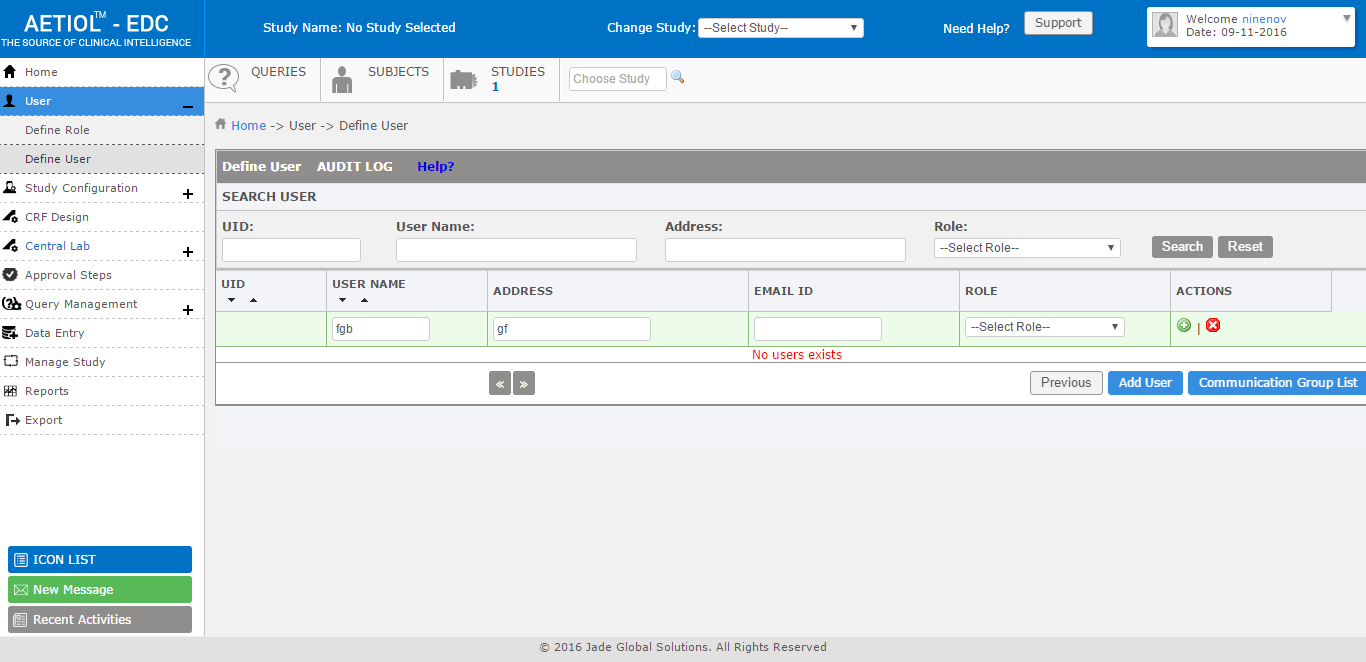 AETIOL™ - EDC
THE SOURCE OF CLINICAL INTELLIGENCE
Study Name: No Study Selected
Change Study: --Select Study--
Need Help? Support
Welcome ninenov
Date: 09-11-2016
Home
User
Define Role
Define User
Study Configuration
CRF Design
Central Lab
Approval Steps
Query Management
Data Entry
Manage Study
Reports
Export
ICON LIST
New Message
Recent Activities
QUERIES
SUBJECTS
STUDIES
1
Choose Study
Home -> User -> Define User
Define User AUDIT LOG Help?
SEARCH USER
UID: User Name: Address: Role:
--Select Role-- Search Reset
UID USER NAME ADDRESS EMAIL ID ROLE ACTIONS
fgb gf --Select Role-- |
No users exists
« » Previous Add User Communication Group List
© 2016 Jade Global Solutions. All Rights Reserved